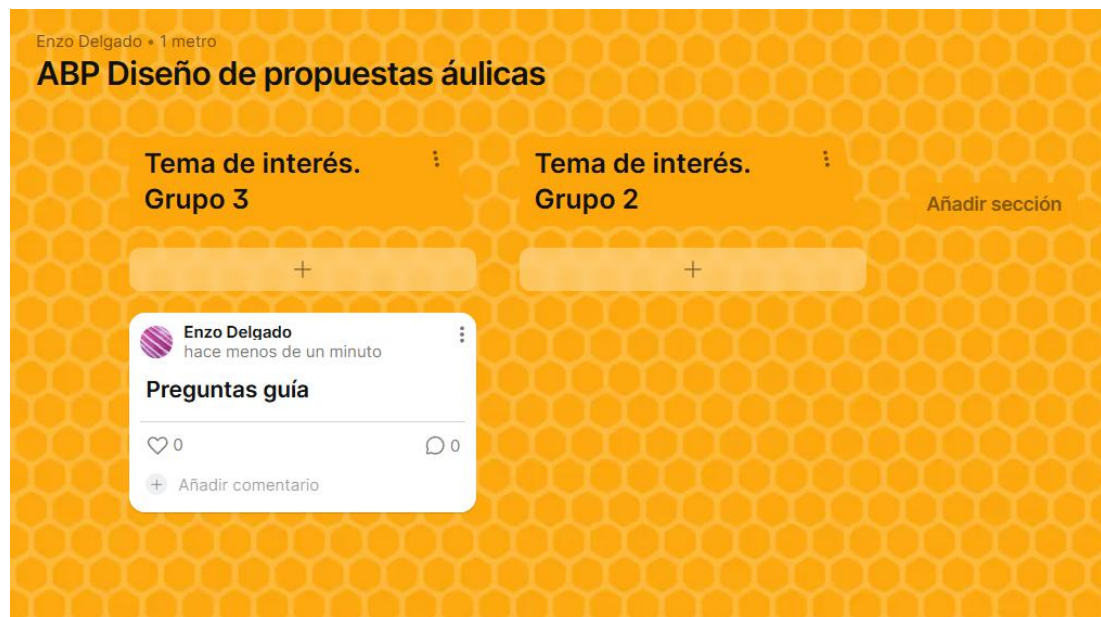 Enzo Delgado • 1 metro
ABP Diseño de propuestas áulicas
Tema de interés.
Grupo 3
Tema de interés.
Grupo 2
Añadir sección
Enzo Delgado
hace menos de un minuto
Preguntas guía
0
0
Añadir comentario